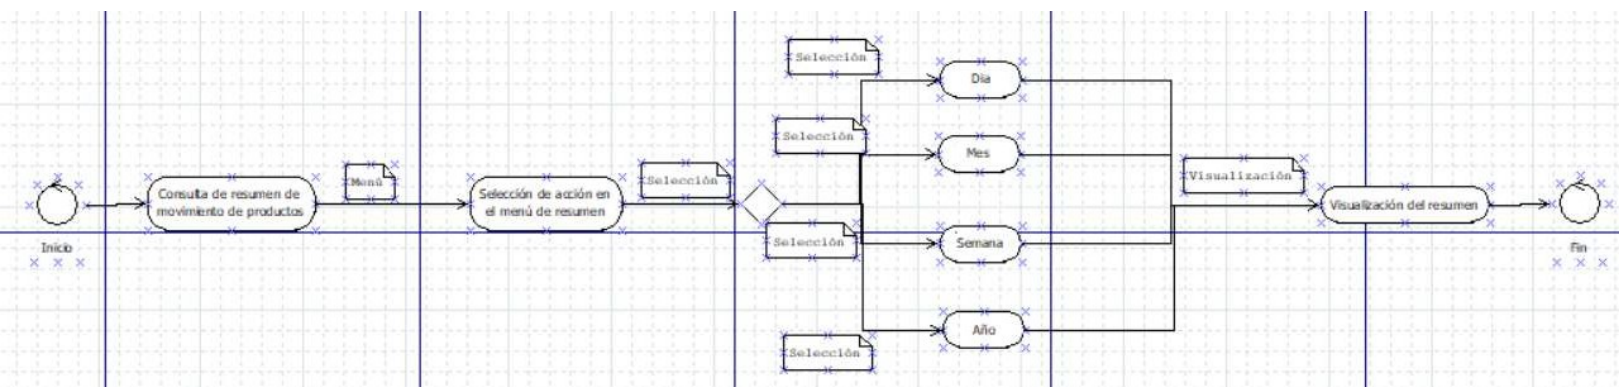 Inicio
Consulta de resumen de
movimiento de productos
Menú
Selección de acción en
el menú de resumen
Selección
Selección
Selección
Selección
Selección
Dia
Mes
Semana
Año
Visualización
Visualización del resumen
Fin